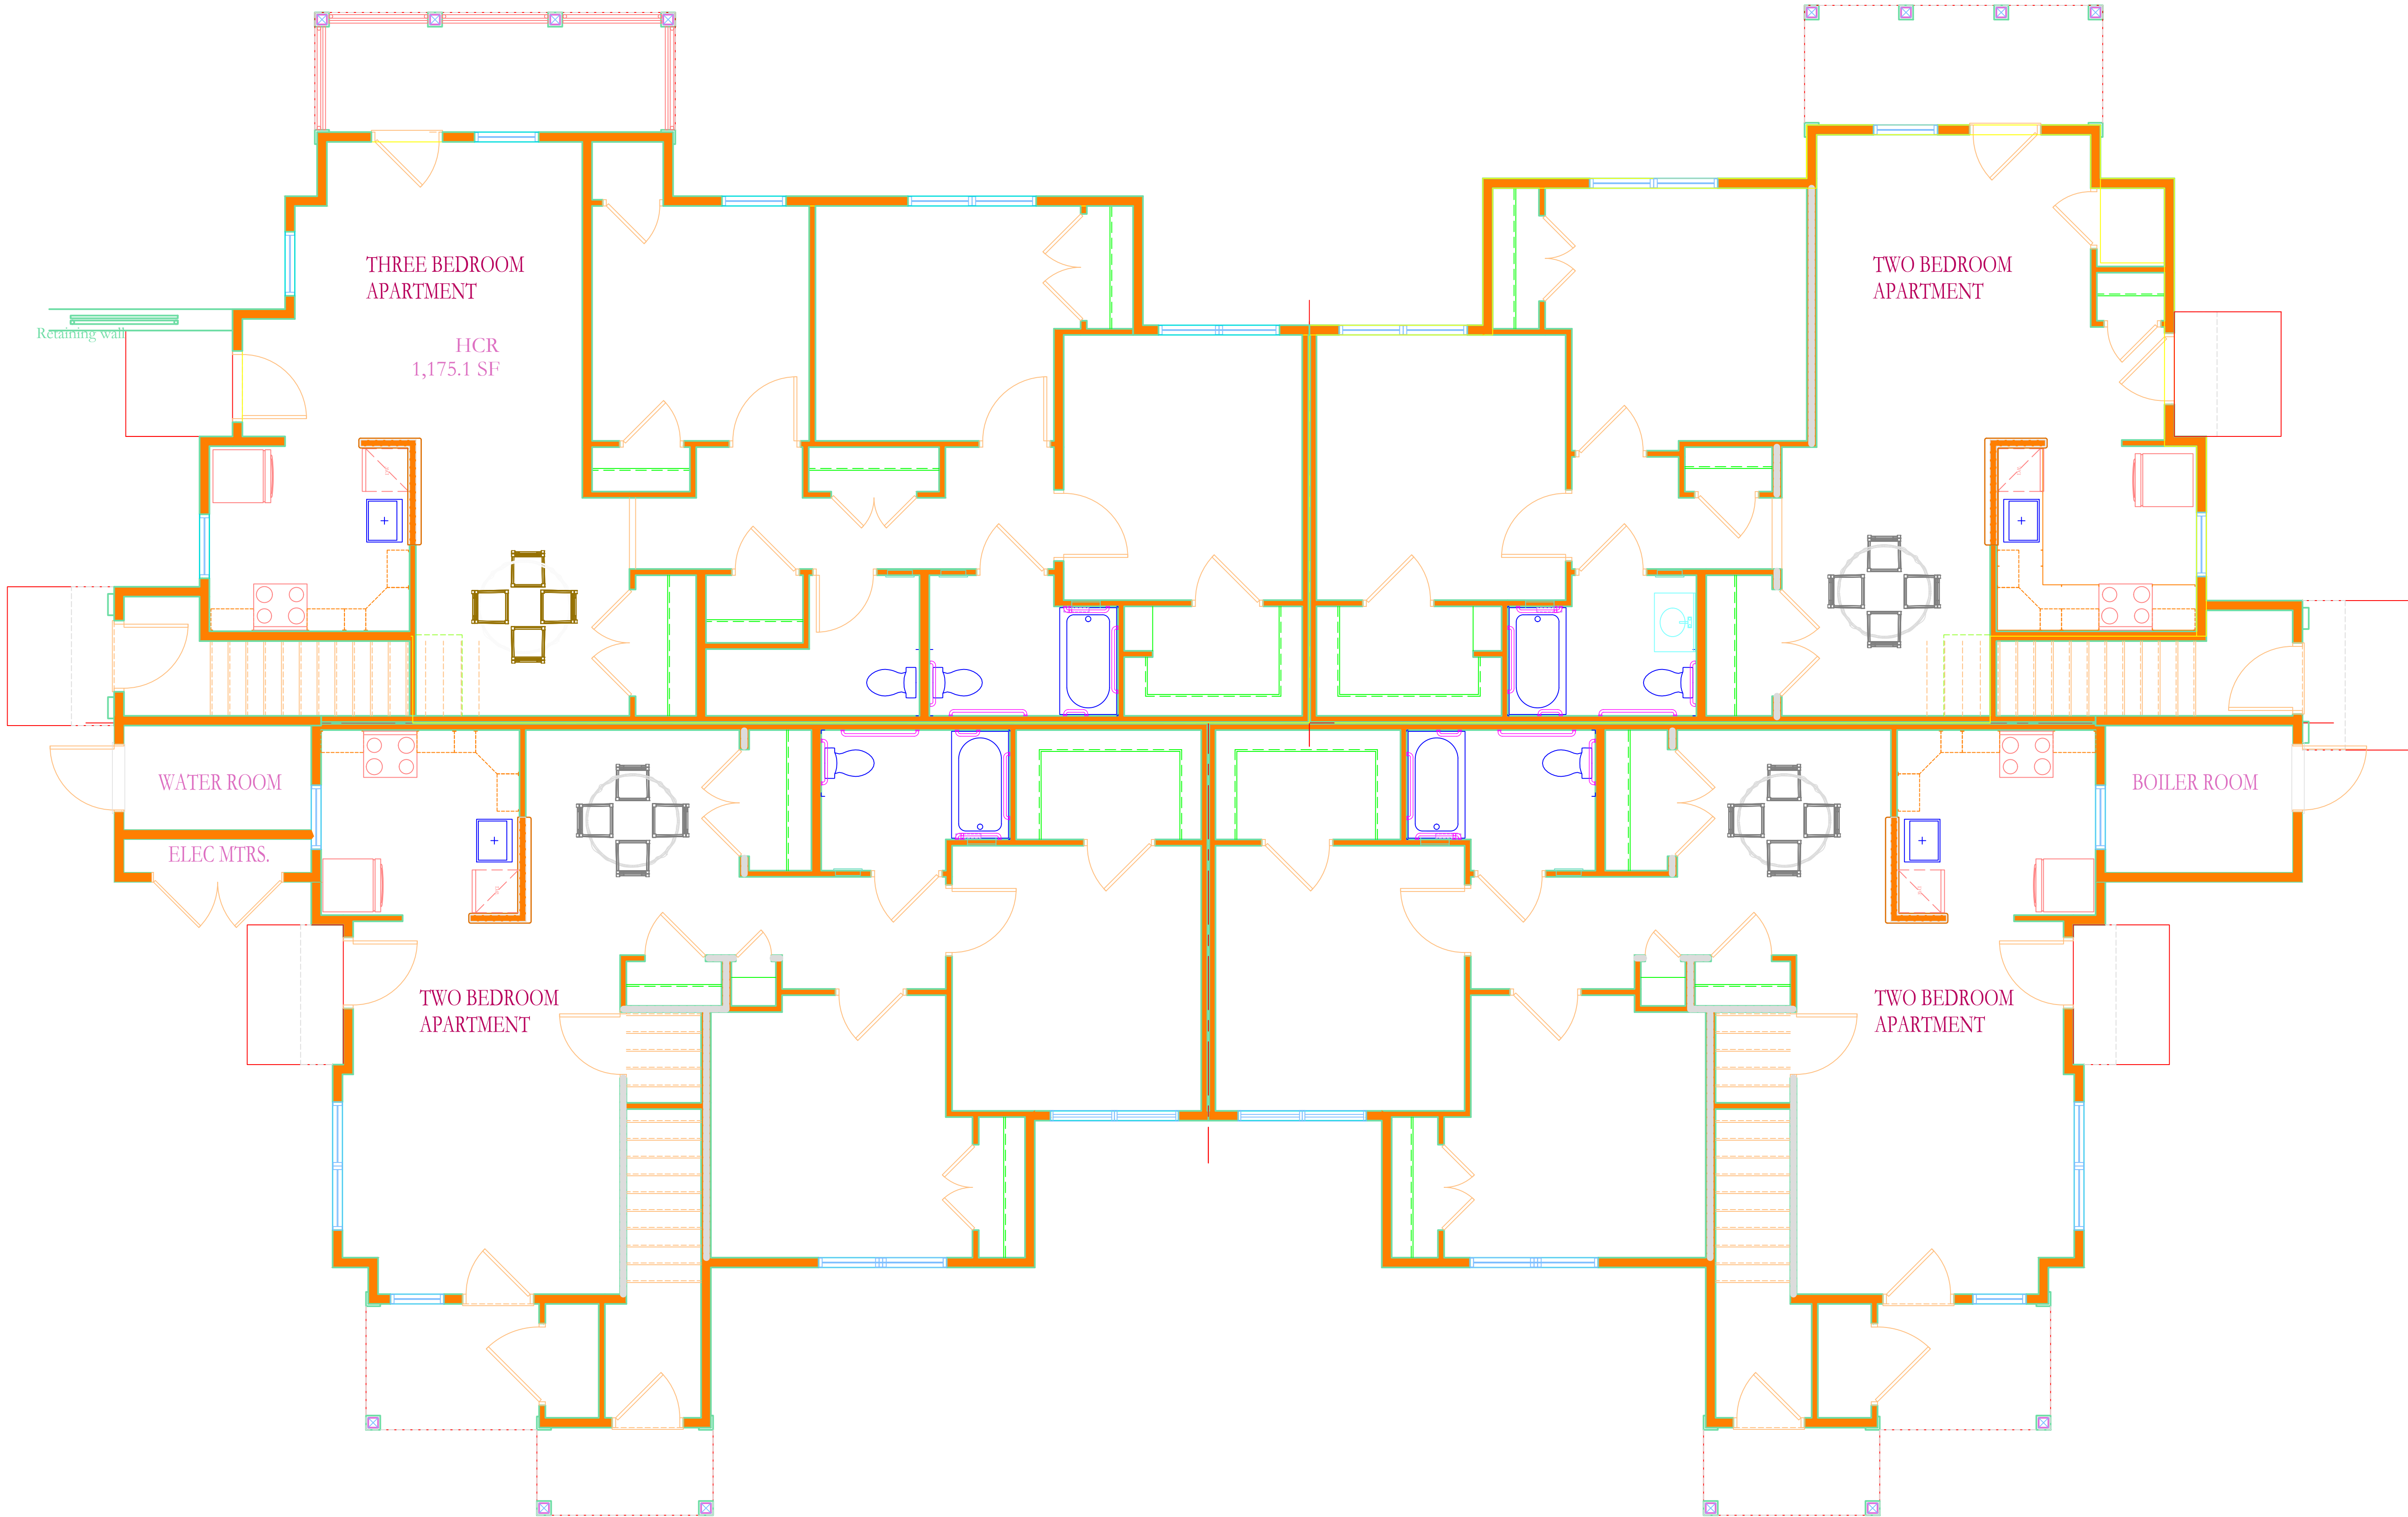 THREE BEDROOM
APARTMENT
HCR
1,175.1 SF
Retaining wall
TWO BEDROOM
APARTMENT
WATER ROOM
ELEC MTRS.
BOILER ROOM
TWO BEDROOM
APARTMENT
TWO BEDROOM
APARTMENT